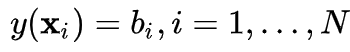 y(𝐱ᵢ) = bᵢ, i = 1, . . . , N